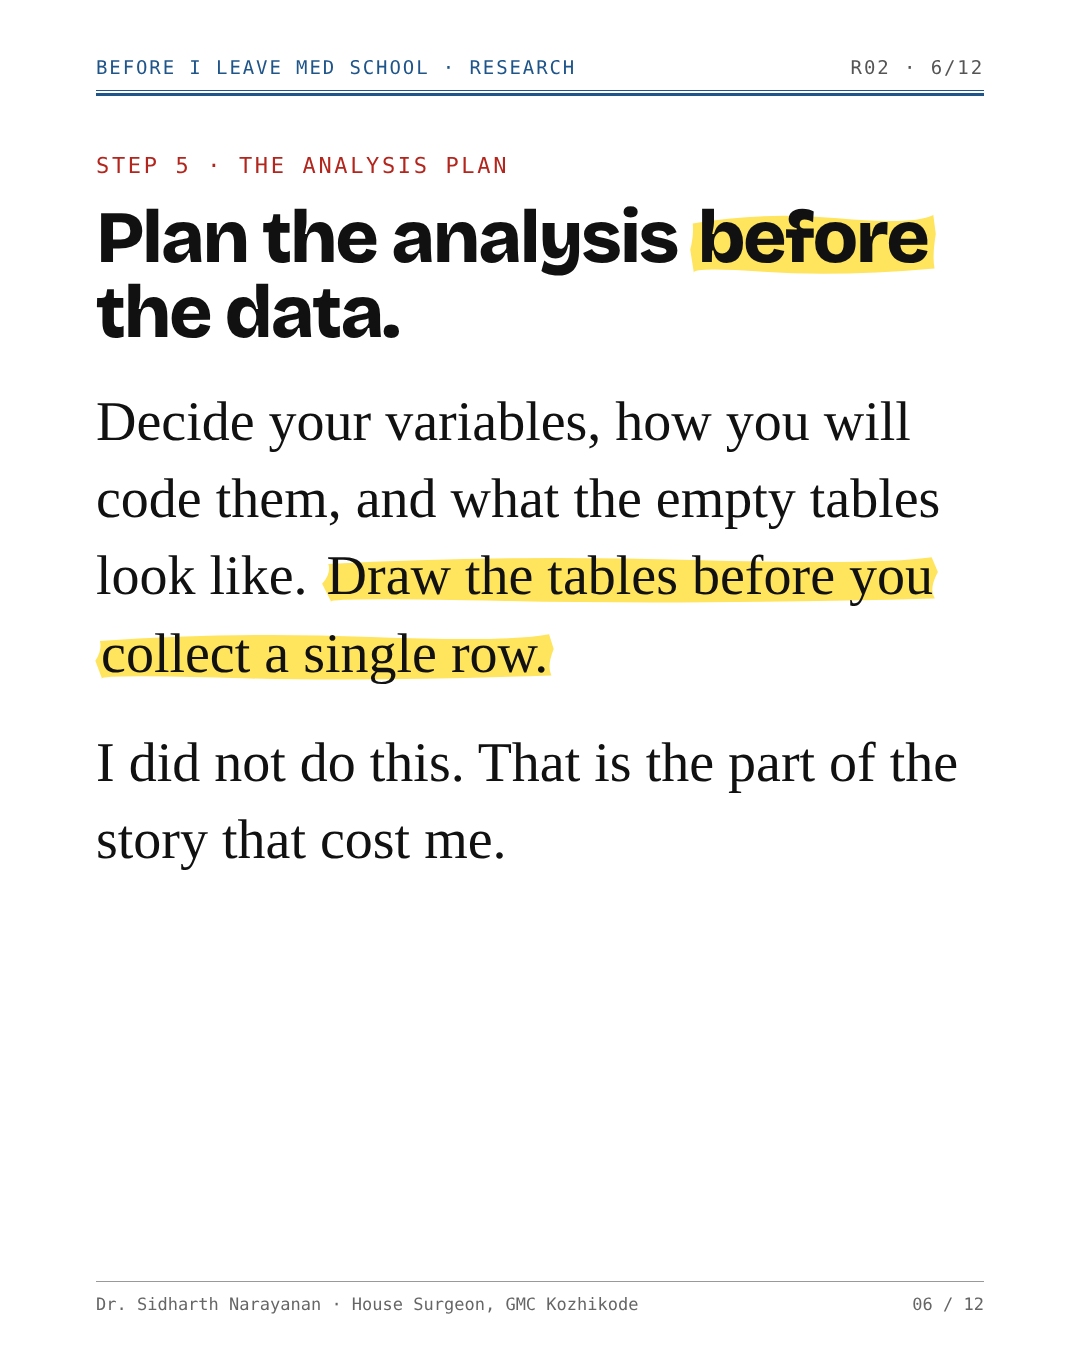 BEFORE I LEAVE MED SCHOOL · RESEARCH
R02 · 6/12
STEP 5 · THE ANALYSIS PLAN
Plan the analysis before
the data.
Decide your variables, how you will
code them, and what the empty tables
look like. Draw the tables before you
collect a single row.
I did not do this. That is the part of the
story that cost me.
Dr. Sidharth Narayanan · House Surgeon, GMC Kozhikode
06 / 12